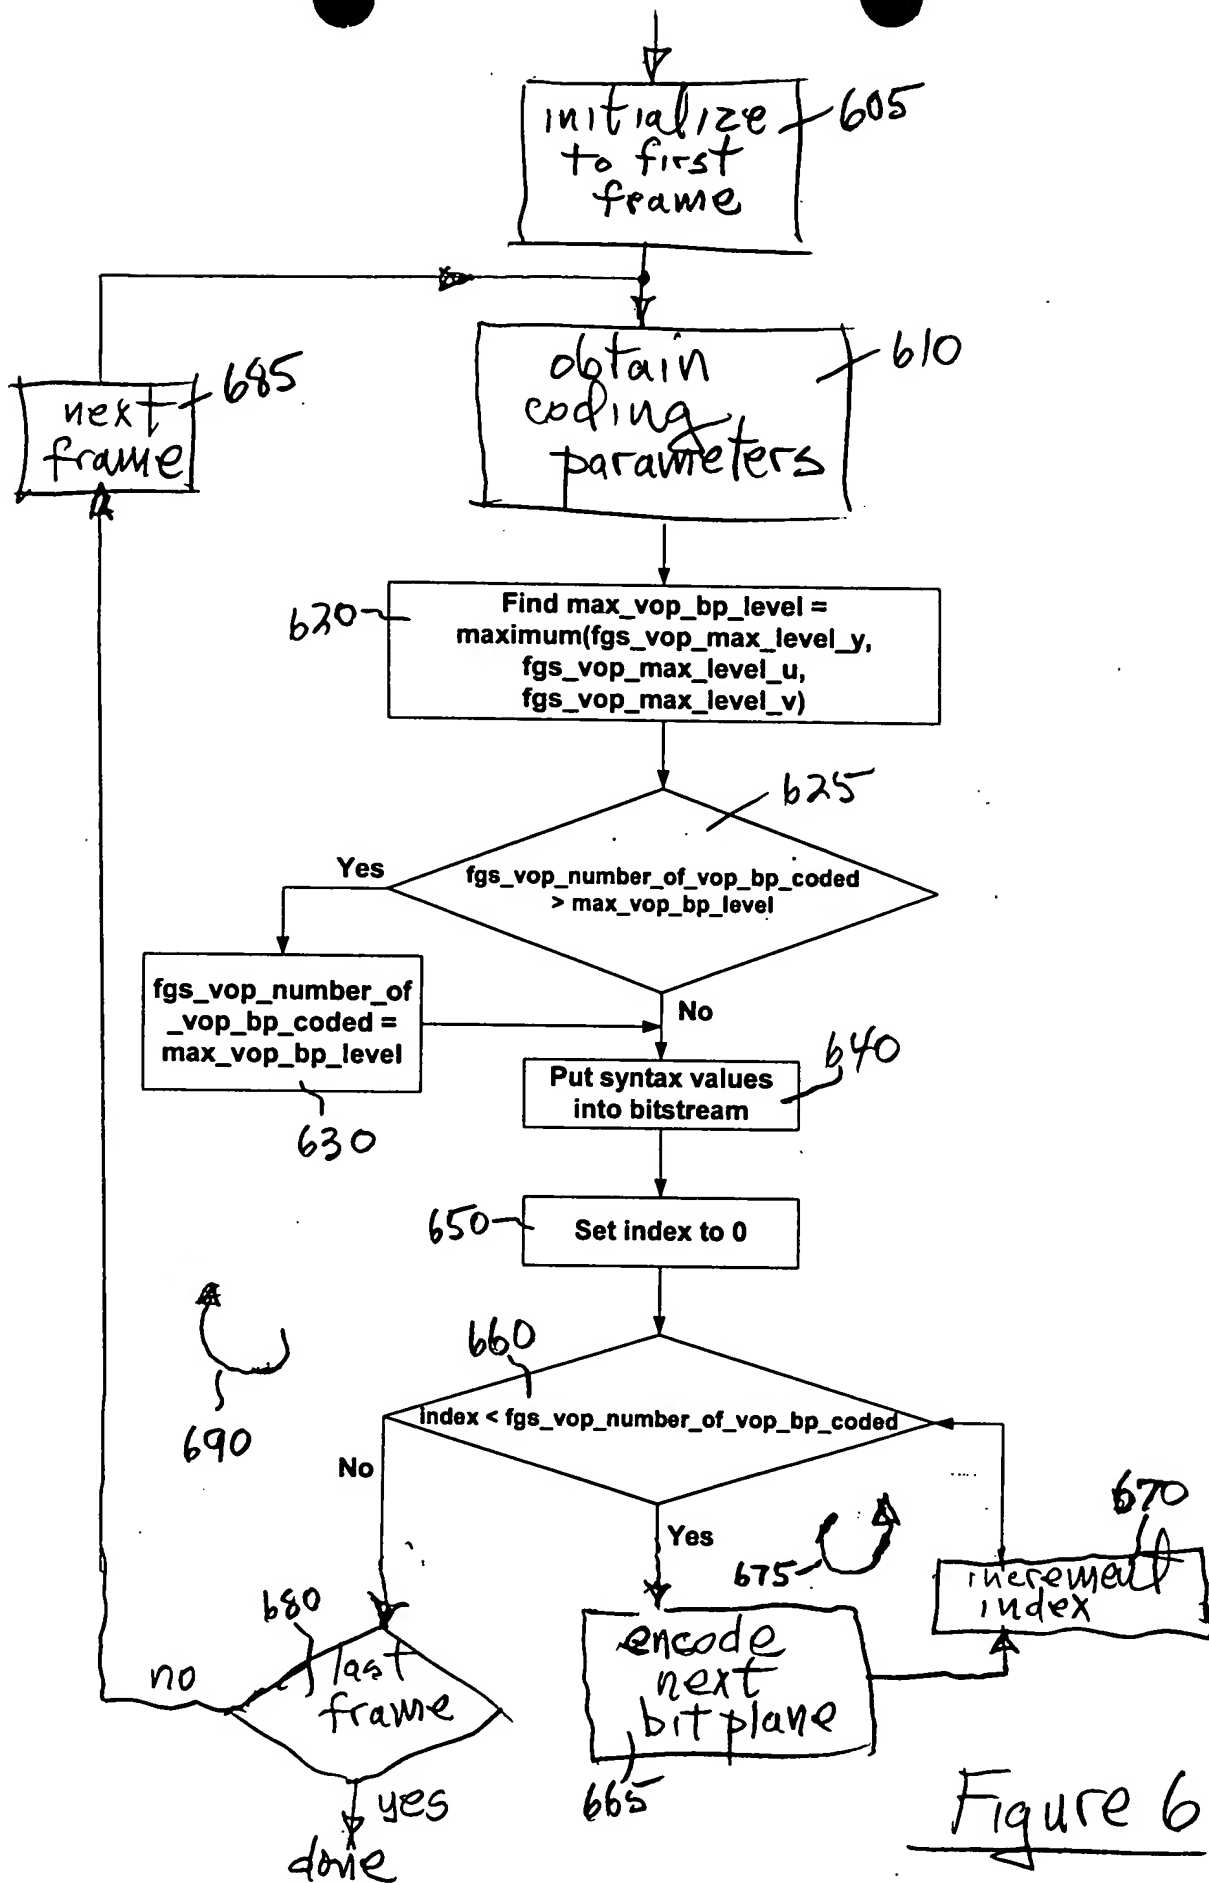 initialize
to first
frame
605
obtain
coding
parameters
610
next
frame
685
Find max_vop_bp_level =
maximum(fgs_vop_max_level_y,
fgs_vop_max_level_u,
fgs_vop_max_level_v)
620
625
fgs_vop_number_of_vop_bp_coded
> max_vop_bp_level
Yes
No
fgs_vop_number_of
_vop_bp_coded =
max_vop_bp_level
630
Put syntax values
into bitstream
640
650
Set index to 0
660
index < fgs_vop_number_of_vop_bp_coded
690
No
Yes
675
670
increment
index
680
last
frame
no
encode
next
bit plane
665
yes
done
Figure 6